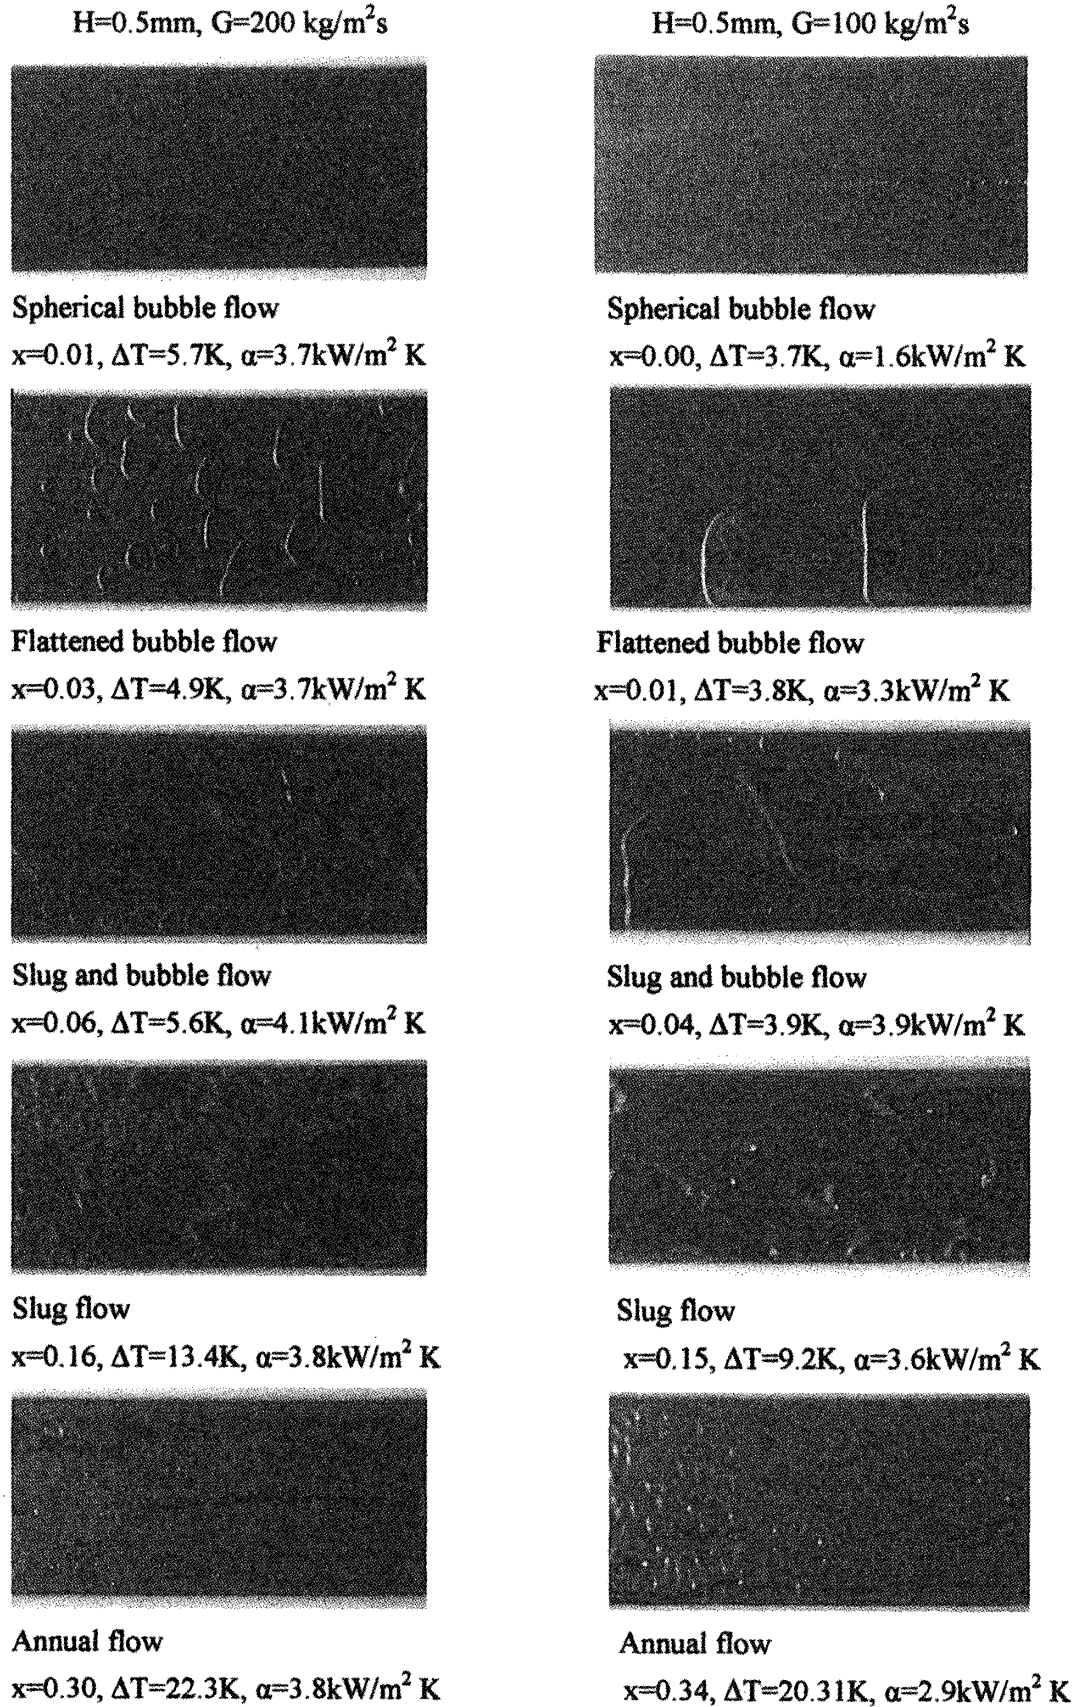 H=0.5mm, G=200 kg/m²s
H=0.5mm, G=100 kg/m²s
Spherical bubble flow
x=0.01, ΔT=5.7K, α=3.7kW/m² K
Spherical bubble flow
x=0.00, ΔT=3.7K, α=1.6kW/m² K
Flattened bubble flow
x=0.03, ΔT=4.9K, α=3.7kW/m² K
Flattened bubble flow
x=0.01, ΔT=3.8K, α=3.3kW/m² K
Slug and bubble flow
x=0.06, ΔT=5.6K, α=4.1kW/m² K
Slug and bubble flow
x=0.04, ΔT=3.9K, α=3.9kW/m² K
Slug flow
x=0.16, ΔT=13.4K, α=3.8kW/m² K
Slug flow
x=0.15, ΔT=9.2K, α=3.6kW/m² K
Annual flow
x=0.30, ΔT=22.3K, α=3.8kW/m² K
Annual flow
x=0.34, ΔT=20.31K, α=2.9kW/m² K